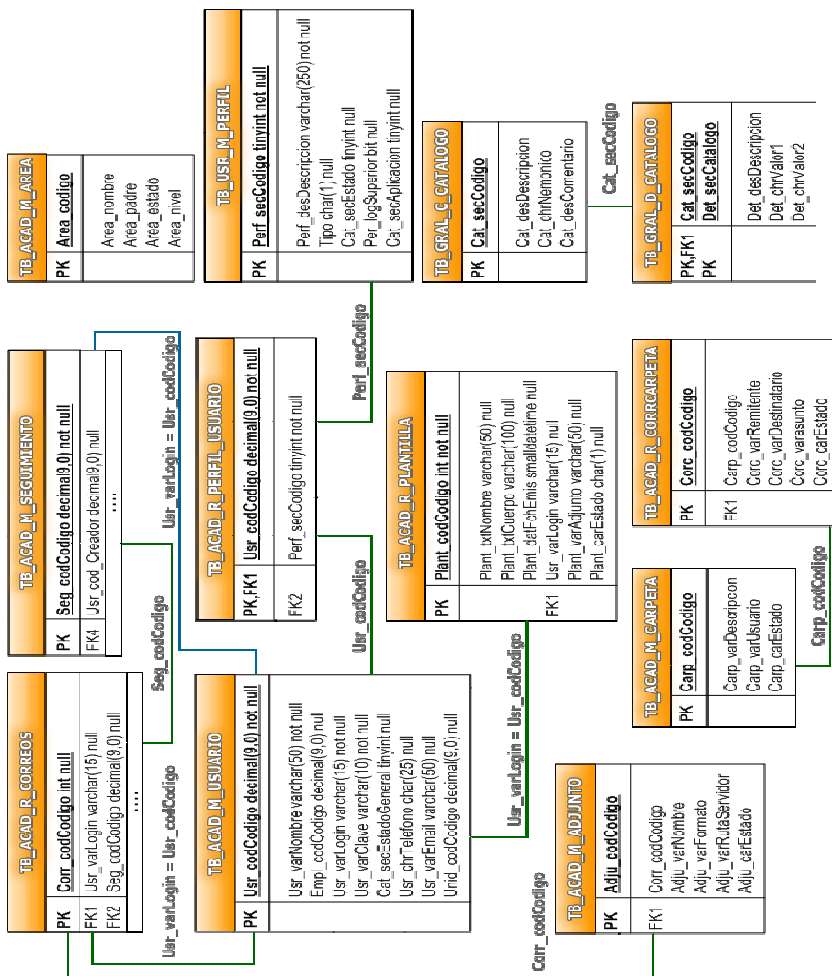 TB_ACAD_R_CORREOS
PK Corr_codCodigo int null
FK1 Usr_varLogin varchar(15) null
FK2 Seg_codCodigo decimal(9,0) null
....
Seg_codCodigo
TB_ACAD_M_SEGUIMIENTO
PK Seg_codCodigo decimal(9,0) not null
FK4 Usr_cod_Creador decimal(9,0) null
....
TB_ACAD_M_AREA
PK Area_codigo
Area_nombre
Area_padre
Area_estado
Area_nivel
Usr_varLogin = Usr_codCodigo
Usr_varLogin = Usr_codCodigo
TB_ACAD_M_USUARIO
PK Usr_codCodigo decimal(9,0) not null
Usr_varNombre varchar(50) not null
Empl_codCodigo decimal(9,0) null
Usr_varLogin varchar(15) not null
Usr_varClave varchar(10) not null
Cat_secEstadoGeneral tinyint null
Usr_chrTelefono char(25) null
Usr_varEmail varchar(50) null
Unid_codCodigo decimal(9,0) null
Usr_codCodigo
TB_ACAD_R_PERFIL_USUARIO
PK,FK1 Usr_codCodigo decimal(9,0) not null
FK2 Perf_secCodigo tinyint not null
Perf_secCodigo
TB_USR_M_PERFIL
PK Perf_secCodigo tinyint not null
Perf_desDescripcion varchar(250) not null
Tipo char(1) null
Cat_secEstado tinyint null
Per_logSuperior bit null
Cat_secAplicacion tinyint null
Usr_varLogin = Usr_codCodigo
TB_ACAD_R_PLANTILLA
PK Plant_codCodigo int not null
Plant_txtNombre varchar(50) null
Plant_txtCuerpo varchar(100) null
Plant_datFchEmis smalldatetime null
FK1 Usr_varLogin varchar(15) null
Plant_varAdjunto varchar(50) null
Plant_carEstado char(1) null
TB_GRAL_C_CATALOGO
PK Cat_secCodigo
Cat_desDescripcion
Cat_chrNemonico
Cat_desComentario
Cat_secCodigo
Corr_codCodigo
TB_ACAD_M_ADJUNTO
PK Adju_codCodigo
FK1 Corr_codCodigo
Adju_varNombre
Adju_varFormato
Adju_varRutaServidor
Adju_carEstado
TB_ACAD_M_CARPETA
PK Carp_codCodigo
Carp_varDescripcon
Carp_varUsuario
Carp_carEstado
Carp_codCodigo
TB_ACAD_R_CORRCARPETA
PK Corc_codCodigo
FK1 Carp_codCodigo
Corc_varRemitente
Corc_varDestinatario
Corc_varasunto
Corc_carEstado
TB_GRAL_D_CATALOGO
PK,FK1 Cat_secCodigo
PK Det_secCatálogo
Det_desDescripcion
Det_chrValor1
Det_chrValor2